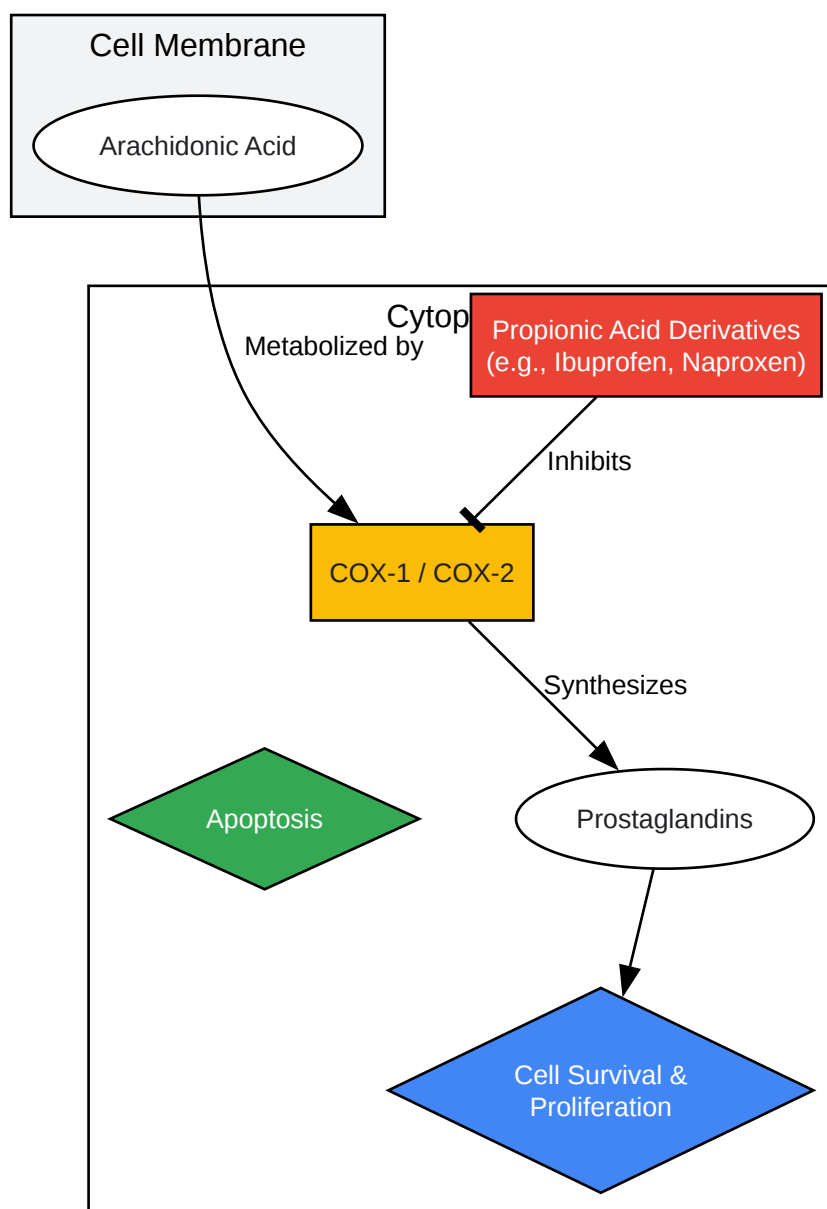 Cell Membrane
Arachidonic Acid
Cytop
Propionic Acid Derivatives
(e.g., Ibuprofen, Naproxen)
Metabolized by
Inhibits
COX-1 / COX-2
Synthesizes
Apoptosis
Prostaglandins
Cell Survival &
Proliferation